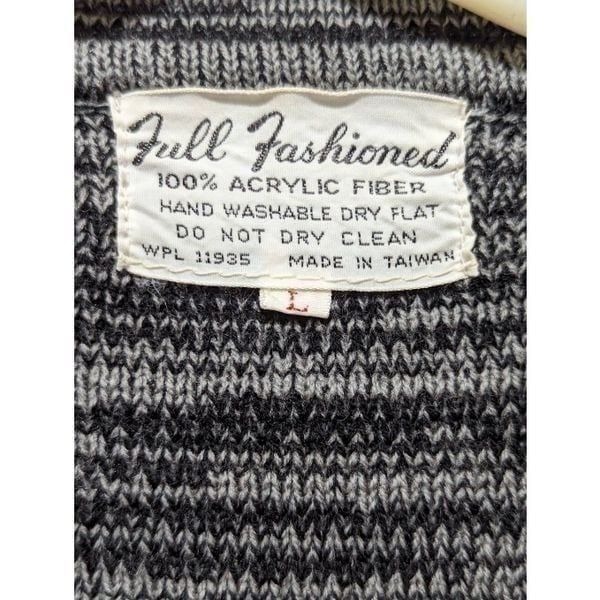 Full Fashioned
100% ACRYLIC FIBER
HAND WASHABLE DRY FLAT
DO NOT DRY CLEAN
WPL 11935 MADE IN TAIWAN
L